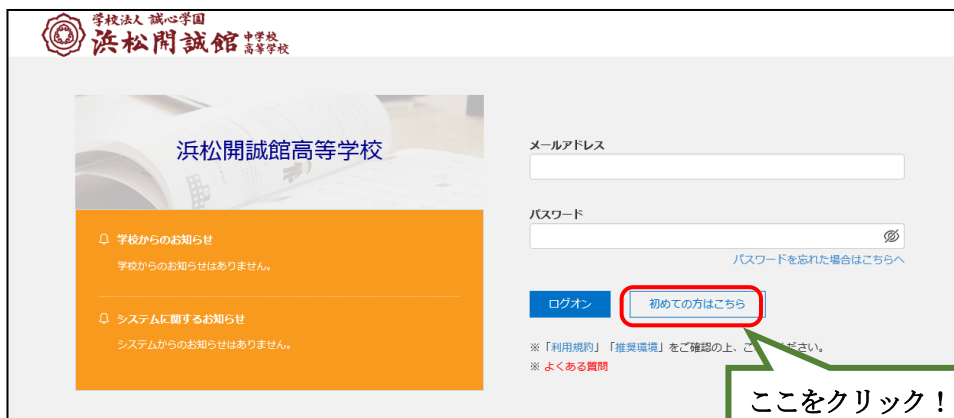 学校法人 誠心学園
浜松開誠館 中学校
高等学校
浜松開誠館高等学校
学校からのお知らせ
学校からのお知らせはありません。
システムに関するお知らせ
システムからのお知らせはありません。
メールアドレス
パスワード
パスワードを忘れた場合はこちらへ
ログオン
初めての方はこちら
※「利用規約」「推奨環境」をご確認の上、ご ださい。
※ よくある質問
ここをクリック！